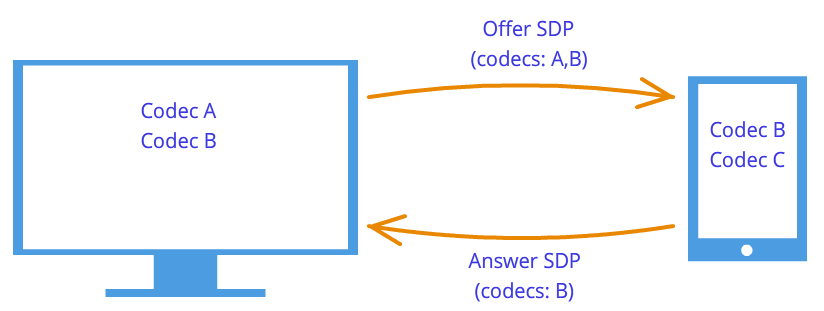 Offer SDP
(codecs: A,B)
Codec A
Codec B
Codec B
Codec C
Answer SDP
(codecs: B)